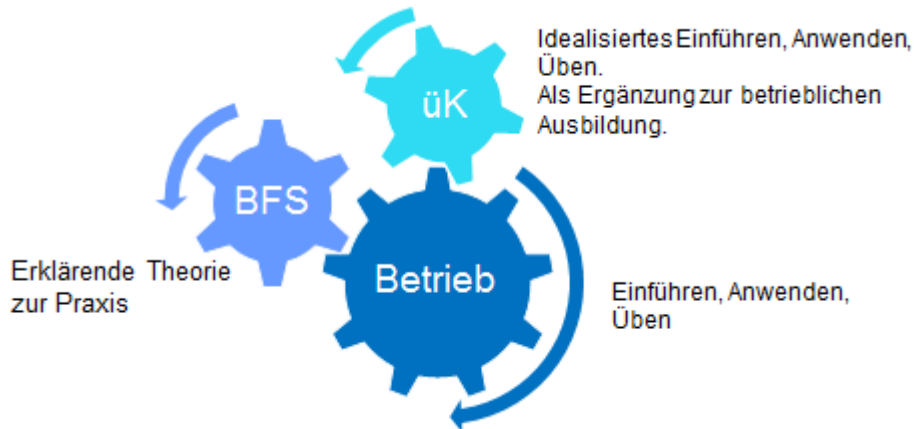 Idealisiertes Einführen, Anwenden,
Üben.
Als Ergänzung zur betrieblichen
Ausbildung.
üK
BFS
Erklärende Theorie
zur Praxis
Betrieb
Einführen, Anwenden,
Üben